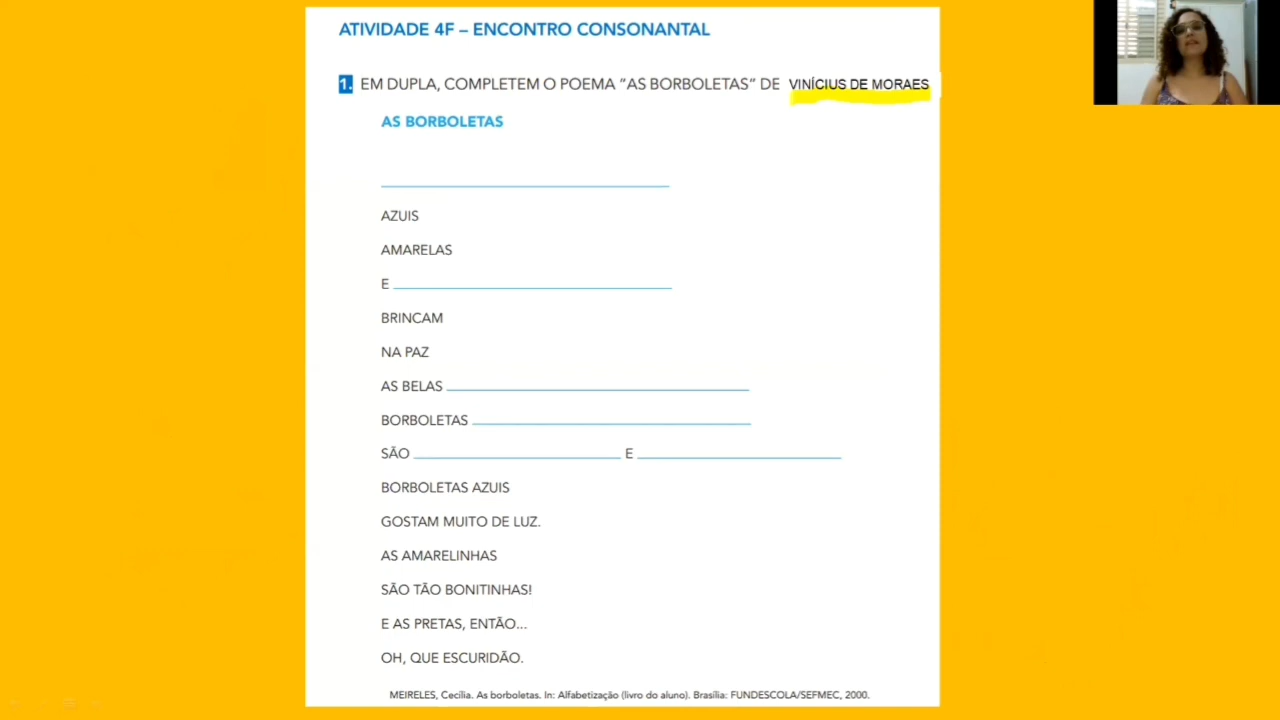 ATIVIDADE 4F – ENCONTRO CONSONANTAL
1. EM DUPLA, COMPLETEM O POEMA “AS BORBOLETAS” DE VINÍCIUS DE MORAES
AS BORBOLETAS
AZUIS
AMARELAS
E
BRINCAM
NA PAZ
AS BELAS
BORBOLETAS
SÃO E
BORBOLETAS AZUIS
GOSTAM MUITO DE LUZ.
AS AMARELINHAS
SÃO TÃO BONITINHAS!
E AS PRETAS, ENTÃO...
OH, QUE ESCURIDÃO.
MEIRELES, Cecília. As borboletas. In: Alfabetização (livro do aluno). Brasília: FUNDESCOLA/SEFMEC, 2000.